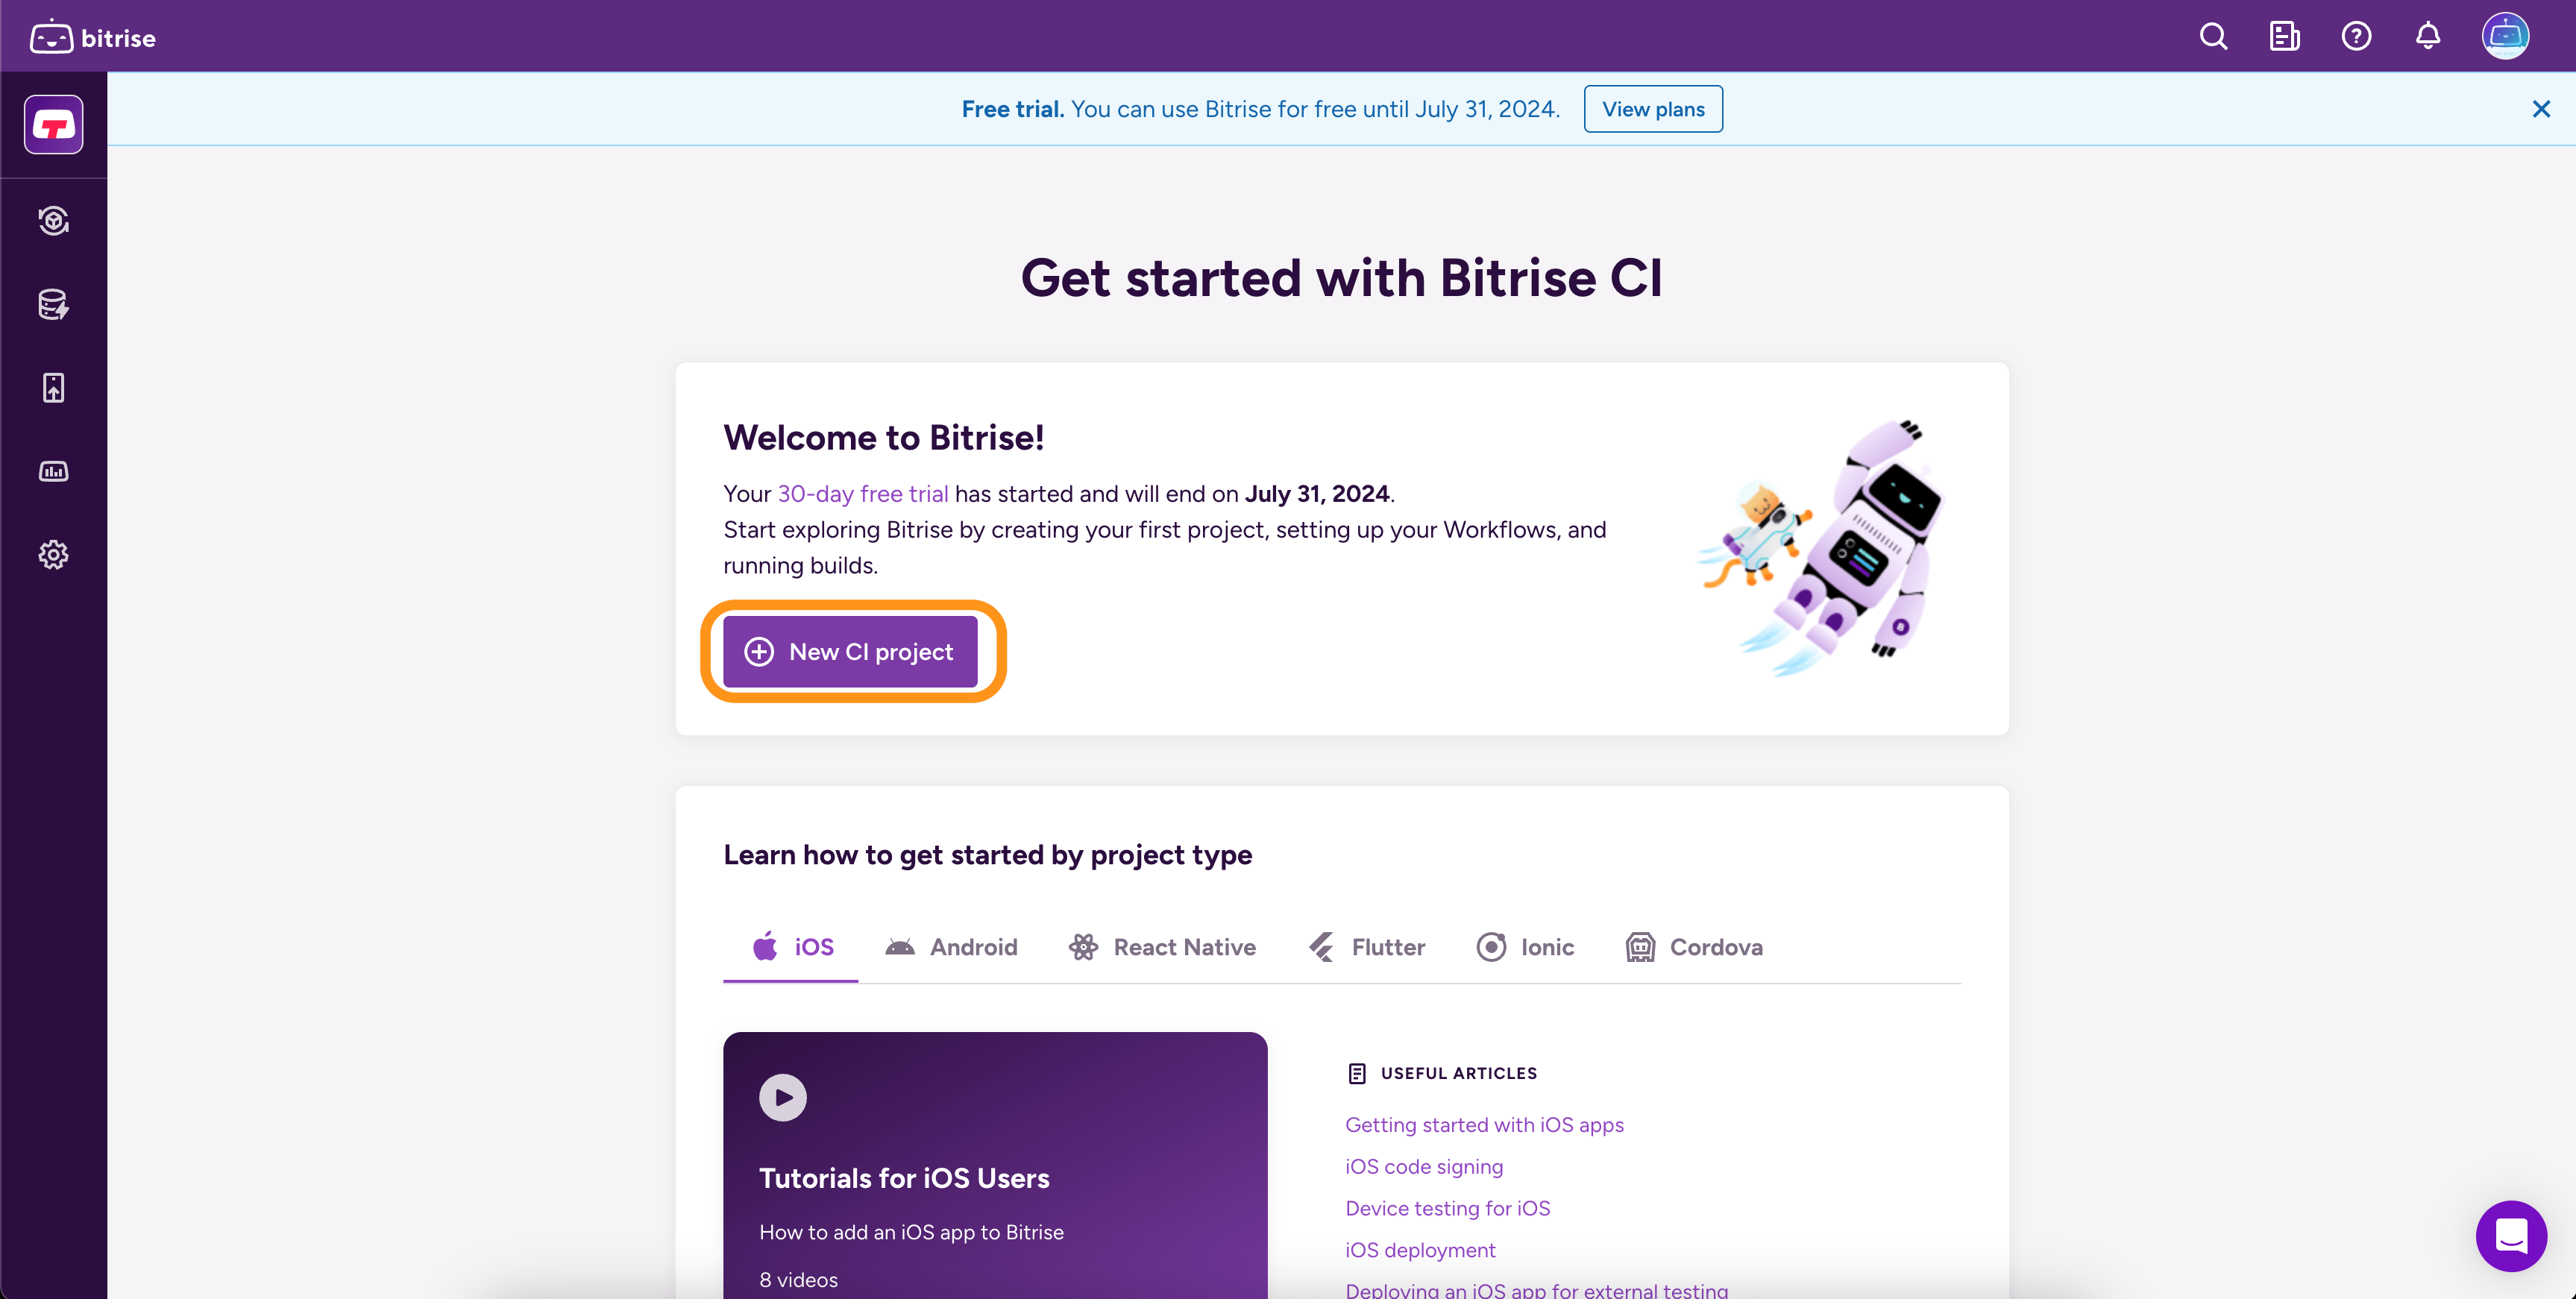 bitrise
Free trial. You can use Bitrise for free until July 31, 2024.
View plans
Get started with Bitrise CI
Welcome to Bitrise!
Your 30-day free trial has started and will end on July 31, 2024.
Start exploring Bitrise by creating your first project, setting up your Workflows, and
running builds.
New CI project
Learn how to get started by project type
iOS
Android
React Native
Flutter
Ionic
Cordova
Tutorials for iOS Users
How to add an iOS app to Bitrise
8 videos
USEFUL ARTICLES
Getting started with iOS apps
iOS code signing
Device testing for iOS
iOS deployment
Deploying an iOS app for external testing